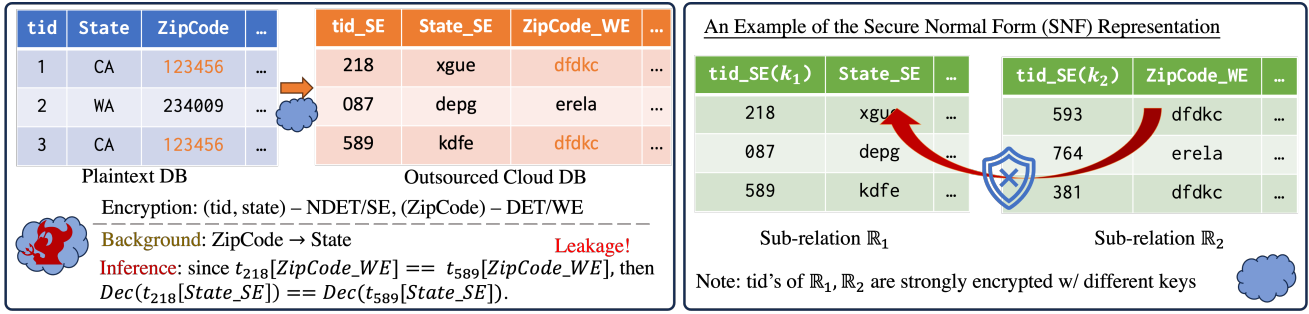 tid State ZipCode ...
1 CA 123456 ...
2 WA 234009 ...
3 CA 123456 ...
Plaintext DB
tid_SE State_SE ZipCode_WE ...
218 xgue dfdkc ...
087 depg erela ...
589 kdfe dfdkc ...
Outsourced Cloud DB
Encryption: (tid, state) – NDET/SE, (ZipCode) – DET/WE
Background: ZipCode → State
Leakage!
Inference: since t₂₁₈[ZipCode_WE] == t₅₈₉[ZipCode_WE], then
Dec(t₂₁₈[State_SE]) == Dec(t₅₈₉[State_SE]).
An Example of the Secure Normal Form (SNF) Representation
tid_SE(k₁) State_SE ...
218 xgue ...
087 depg ...
589 kdfe ...
Sub-relation ℝ₁
tid_SE(k₂) ZipCode_WE ...
593 dfdkc
764 erela ...
381 dfdkc ...
Sub-relation ℝ₂
Note: tid's of ℝ₁, ℝ₂ are strongly encrypted w/ different keys